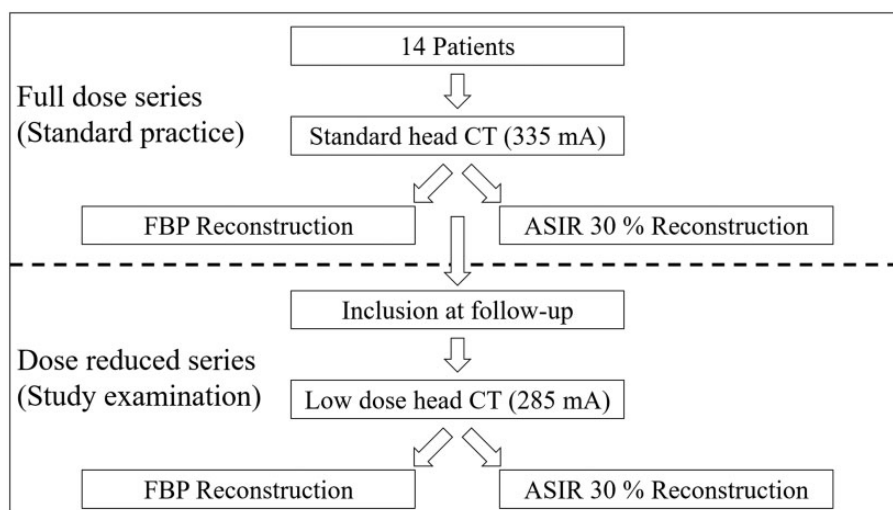 14 Patients
Full dose series
(Standard practice)
Standard head CT (335 mA)
FBP Reconstruction
ASIR 30 % Reconstruction
Inclusion at follow-up
Dose reduced series
(Study examination)
Low dose head CT (285 mA)
FBP Reconstruction
ASIR 30 % Reconstruction